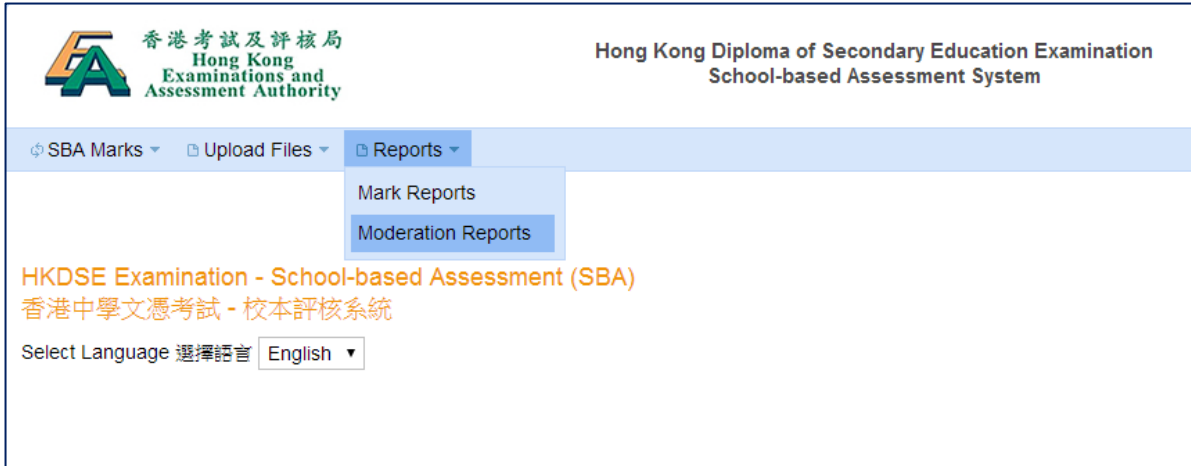 香港考試及評核局
Hong Kong
Examinations and
Assessment Authority
Hong Kong Diploma of Secondary Education Examination
School-based Assessment System
SBA Marks Upload Files Reports
Mark Reports
Moderation Reports
HKDSE Examination - School-based Assessment (SBA)
香港中學文憑考試 - 校本評核系統
Select Language 選擇語言 English